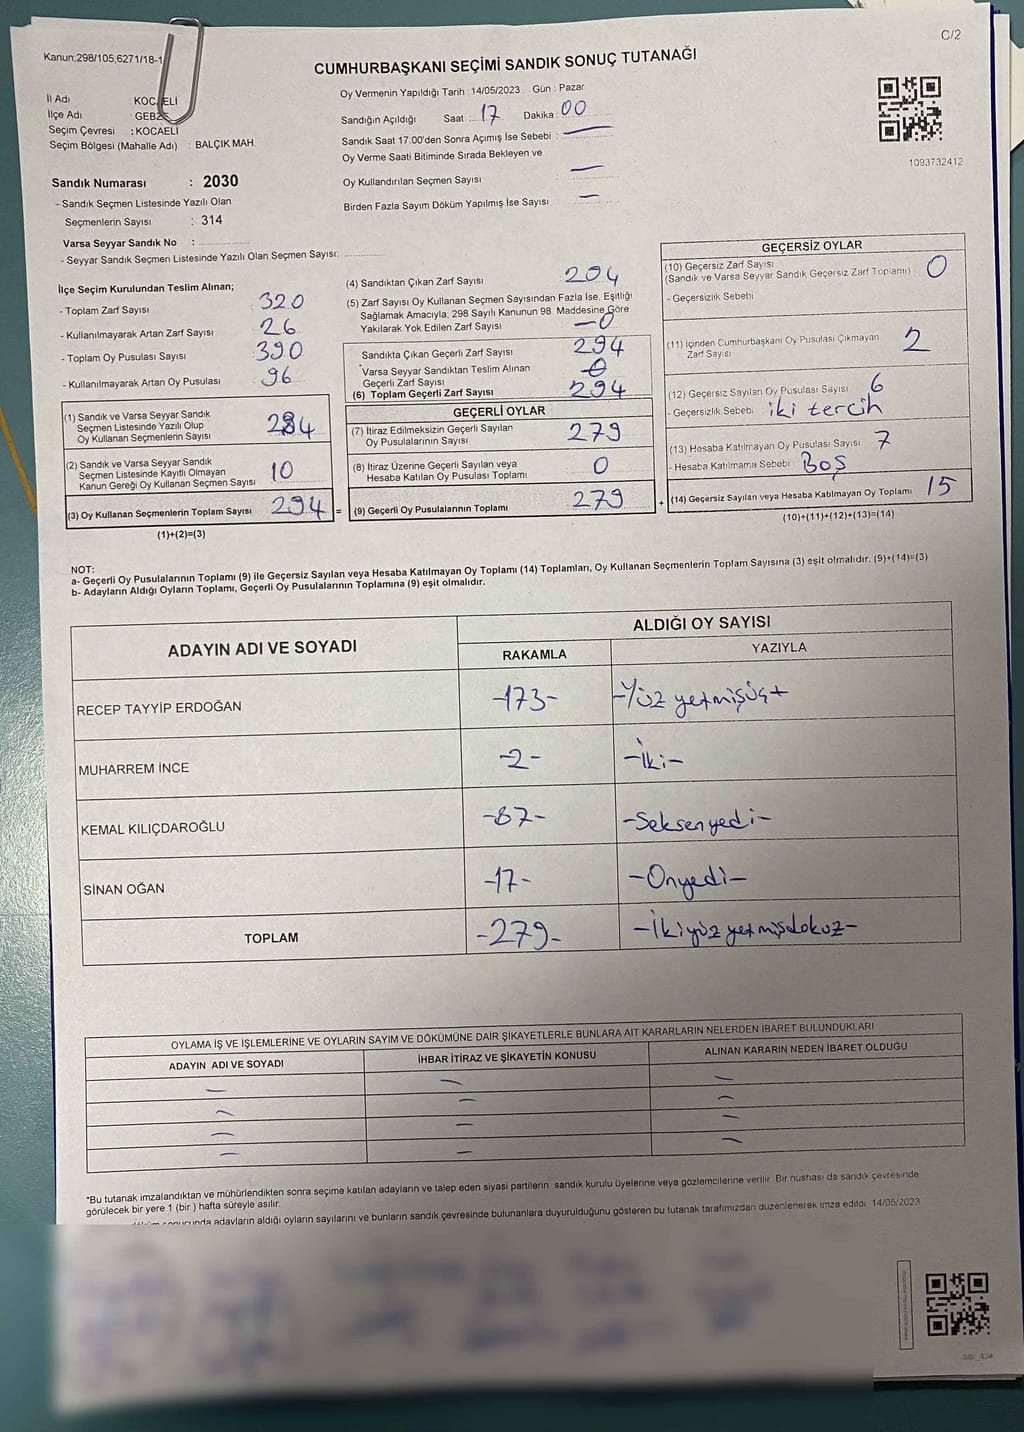 C/2
Kanun:298/105,6271/18-1
CUMHURBAŞKANI SEÇİMİ SANDIK SONUÇ TUTANAĞI
İl Adı : KOCAELİ
İlçe Adı : GEBZE
Seçim Çevresi : KOCAELİ
Seçim Bölgesi (Mahalle Adı) : BALÇIK MAH.
Oy Vermenin Yapıldığı Tarih :14/05/2023 Gün : Pazar
Sandığın Açıldığı Saat : 17 Dakika : 00
Sandık Saat 17.00'den Sonra Açımış İse Sebebi : —
Oy Verme Saati Bitiminde Sırada Bekleyen ve
Oy Kullandırılan Seçmen Sayısı —
Birden Fazla Sayım Döküm Yapılmış İse Sayısı —
1093732412
Sandık Numarası : 2030
- Sandık Seçmen Listesinde Yazılı Olan
Seçmenlerin Sayısı : 314
Varsa Seyyar Sandık No :
- Seyyar Sandık Seçmen Listesinde Yazılı Olan Seçmen Sayısı:
İlçe Seçim Kurulundan Teslim Alınan;
- Toplam Zarf Sayısı 320
- Kullanılmayarak Artan Zarf Sayısı 26
- Toplam Oy Pusulası Sayısı 390
- Kullanılmayarak Artan Oy Pusulası 96
(1) Sandık ve Varsa Seyyar Sandık
Seçmen Listesinde Yazılı Olup
Oy Kullanan Seçmenlerin Sayısı 284
(2) Sandık ve Varsa Seyyar Sandık
Seçmen Listesinde Kayıtlı Olmayan
Kanun Gereği Oy Kullanan Seçmen Sayısı 10
(3) Oy Kullanan Seçmenlerin Toplam Sayısı 294 =
(1)+(2)=(3)
(4) Sandıktan Çıkan Zarf Sayısı 294
(5) Zarf Sayısı Oy Kullanan Seçmen Sayısından Fazla İse, Eşitliği
Sağlamak Amacıyla, 298 Sayılı Kanunun 98. Maddesine Göre
Yakılarak Yok Edilen Zarf Sayısı —0
Sandıkta Çıkan Geçerli Zarf Sayısı 294
Varsa Seyyar Sandıktan Teslim Alınan
Geçerli Zarf Sayısı 0
(6) Toplam Geçerli Zarf Sayısı 294
GEÇERLİ OYLAR
(7) İtiraz Edilmeksizin Geçerli Sayılan
Oy Pusulalarının Sayısı 279
(8) İtiraz Üzerine Geçerli Sayılan veya
Hesaba Katılan Oy Pusulası Toplamı 0
(9) Geçerli Oy Pusulalarının Toplamı 279 +
GEÇERSİZ OYLAR
(10) Geçersiz Zarf Sayısı
(Sandık ve Varsa Seyyar Sandık Geçersiz Zarf Toplamı) 0
- Geçersizlik Sebebi
(11) İçinden Cumhurbaşkanı Oy Pusulası Çıkmayan
Zarf Sayısı 2
(12) Geçersiz Sayılan Oy Pusulası Sayısı 6
- Geçersizlik Sebebi iki tercih
(13) Hesaba Katılmayan Oy Pusulası Sayısı 7
- Hesaba Katılmama Sebebi Boş
(14) Geçersiz Sayılan veya Hesaba Katılmayan Oy Toplamı 15
(10)+(11)+(12)+(13)=(14)
NOT:
a- Geçerli Oy Pusulalarının Toplamı (9) ile Geçersiz Sayılan veya Hesaba Katılmayan Oy Toplamı (14) Toplamları, Oy Kullanan Seçmenlerin Toplam Sayısına (3) eşit olmalıdır. (9)+(14)=(3)
b- Adayların Aldığı Oyların Toplamı, Geçerli Oy Pusulalarının Toplamına (9) eşit olmalıdır.
ADAYIN ADI VE SOYADI
ALDIĞI OY SAYISI
RAKAMLA YAZIYLA
RECEP TAYYİP ERDOĞAN -173- -Yüz yetmişüç-
MUHARREM İNCE -2- -İki-
KEMAL KILIÇDAROĞLU -87- -Seksenyedi-
SİNAN OĞAN -17- -Onyedi-
TOPLAM -279- -İkiyüzyetmişdokuz-
OYLAMA İŞ VE İŞLEMLERİNE VE OYLARIN SAYIM VE DÖKÜMÜNE DAİR ŞİKAYETLERLE BUNLARA AİT KARARLARIN NELERDEN İBARET BULUNDUKLARI
ADAYIN ADI VE SOYADI İHBAR İTİRAZ VE ŞİKAYETİN KONUSU ALINAN KARARIN NEDEN İBARET OLDUĞU
— — —
— — —
— — —
— — —
*Bu tutanak imzalandıktan ve mühürlendikten sonra seçime katılan adayların ve talep eden siyasi partilerin sandık kurulu üyelerine veya gözlemcilerine verilir. Bir nushası da sandık çevresinde
görülecek bir yere 1 (bir ) hafta süreyle asılır.
adayların aldığı oyların sayılarını ve bunların sandık çevresinde bulunanlara duyurulduğunu gösteren bu tutanak tarafımızdan düzenlenerek imza edildi. 14/05/2023